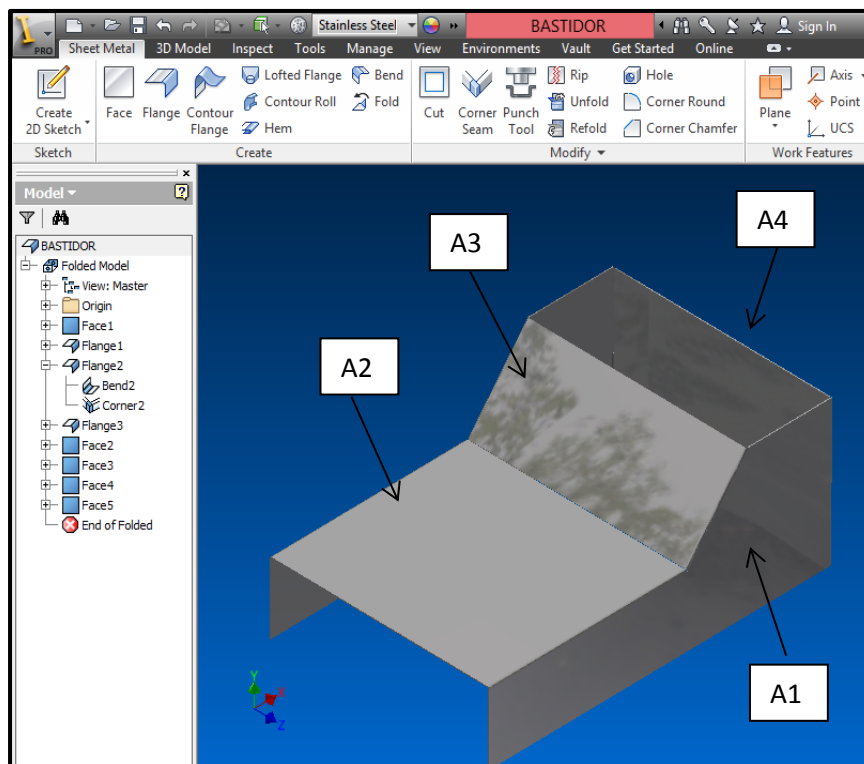 Stainless Steel BASTIDOR Sign In
PRO Sheet Metal 3D Model Inspect Tools Manage View Environments Vault Get Started Online
Create 2D Sketch
Face
Flange
Contour Flange
Lofted Flange
Contour Roll
Hem
Bend
Fold
Cut
Corner Seam
Punch Tool
Rip
Unfold
Refold
Hole
Corner Round
Corner Chamfer
Plane
Axis
Point
UCS
Sketch Create Modify Work Features
Model
BASTIDOR
Folded Model
View: Master
Origin
Face1
Flange1
Flange2
Bend2
Corner2
Flange3
Face2
Face3
Face4
Face5
End of Folded
A4
A3
A2
A1
Y
X
Z